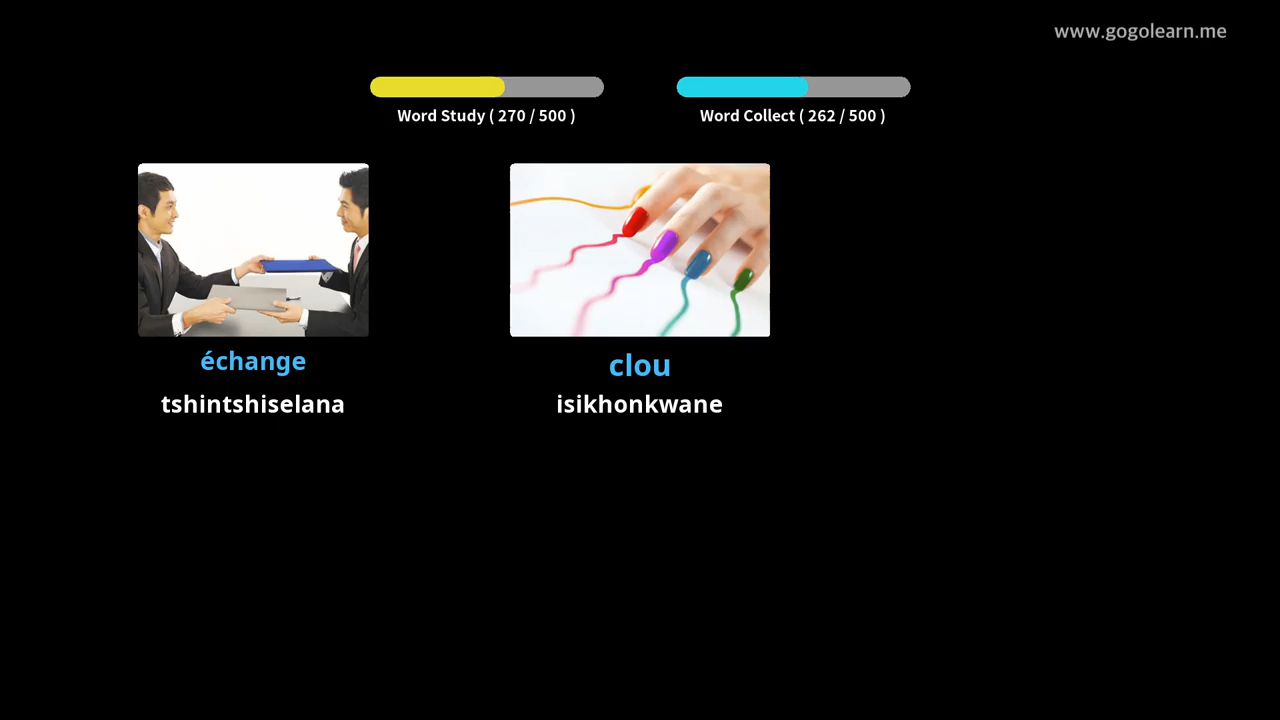 www.gogolearn.me
Word Study ( 270 / 500 )
Word Collect ( 262 / 500 )
échange
clou
tshintshiselana
isikhonkwane